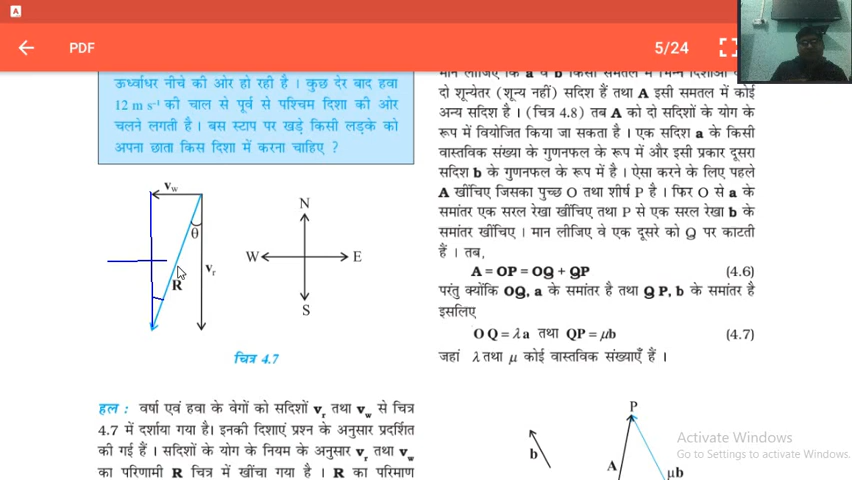 A
PDF
5/24
ऊर्ध्वाधर नीचे की ओर हो रही है । कुछ देर बाद हवा
12 m s⁻¹ की चाल से पूर्व से पश्चिम दिशा की ओर
चलने लगती है । बस स्टाप पर खड़े किसी लड़के को
अपना छाता किस दिशा में करना चाहिए ?
vw
θ
vr
R
N
W
E
S
चित्र 4.7
हल : वर्षा एवं हवा के वेगों को सदिशों vr तथा vw से चित्र
4.7 में दर्शाया गया है। इनकी दिशाएं प्रश्न के अनुसार प्रदर्शित
की गई हैं । सदिशों के योग के नियम के अनुसार vr तथा vw
का परिणामी R चित्र में खींचा गया है । R का परिमाण
मान लीजिए कि a व b किसी समतल में भिन्न दिशाओं
दो शून्येतर (शून्य नहीं) सदिश हैं तथा A इसी समतल में कोई
अन्य सदिश है । (चित्र 4.8) तब A को दो सदिशों के योग के
रूप में वियोजित किया जा सकता है । एक सदिश a के किसी
वास्तविक संख्या के गुणनफल के रूप में और इसी प्रकार दूसरा
सदिश b के गुणनफल के रूप में है । ऐसा करने के लिए पहले
A खींचिए जिसका पुच्छ O तथा शीर्ष P है । फिर O से a के
समांतर एक सरल रेखा खींचिए तथा P से एक सरल रेखा b के
समांतर खींचिए । मान लीजिए वे एक दूसरे को Q पर काटती
हैं । तब,
A = OP = OQ + QP (4.6)
परंतु क्योंकि OQ, a के समांतर है तथा QP, b के समांतर है
इसलिए
OQ = λa तथा QP = μb (4.7)
जहां λ तथा μ कोई वास्तविक संख्याएँ हैं ।
P
b
A
μb
Activate Windows
Go to Settings to activate Windows.